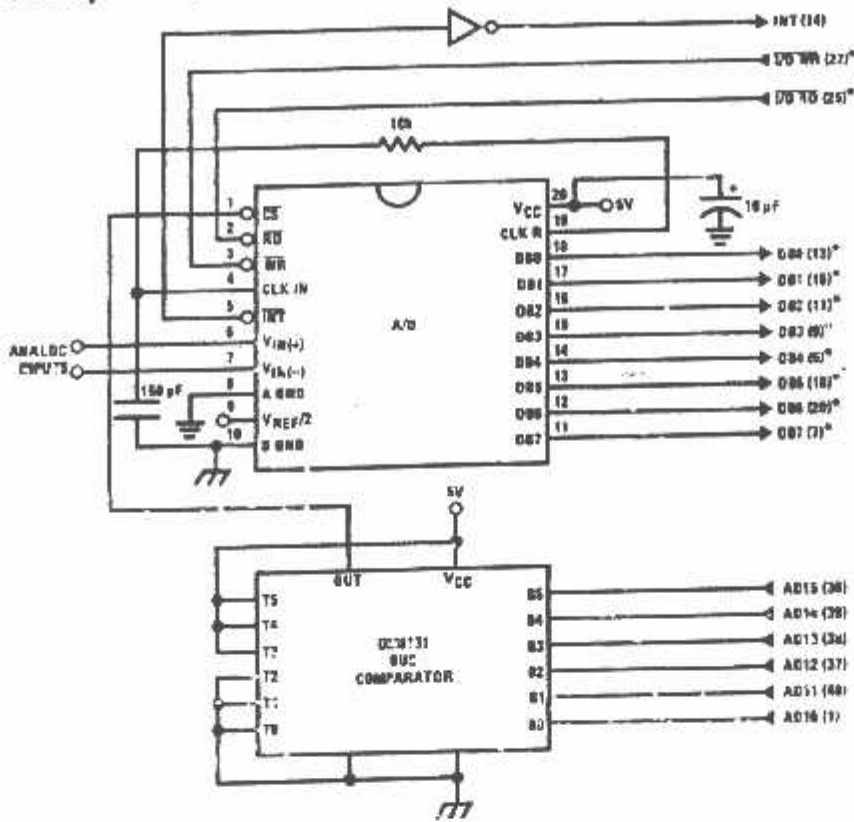 INT (14)
I/O WR (27)*
I/O RD (25)*
10k
1
CS
2
RD
3
WR
4
CLK IN
5
INT
6
VIN(+)
7
VIN(−)
8
A GND
9
VREF/2
10
D GND
ANALOG
INPUTS
150 pF
A/D
VCC
20
5V
+
10 µF
CLK R
19
DB0
18
DB0 (13)*
DB1
17
DB1 (16)*
DB2
16
DB2 (11)*
DB3
15
DB3 (9)*
DB4
14
DB4 (5)*
DB5
13
DB5 (18)*
DB6
12
DB6 (20)*
DB7
11
DB7 (7)*
5V
OUT
VCC
T5
T4
T3
T2
T1
T0
BUS
COMPARATOR
B5
AD15 (36)
B4
AD14 (39)
B3
AD13 (38)
B2
AD12 (37)
B1
AD11 (40)
B0
AD10 (1)